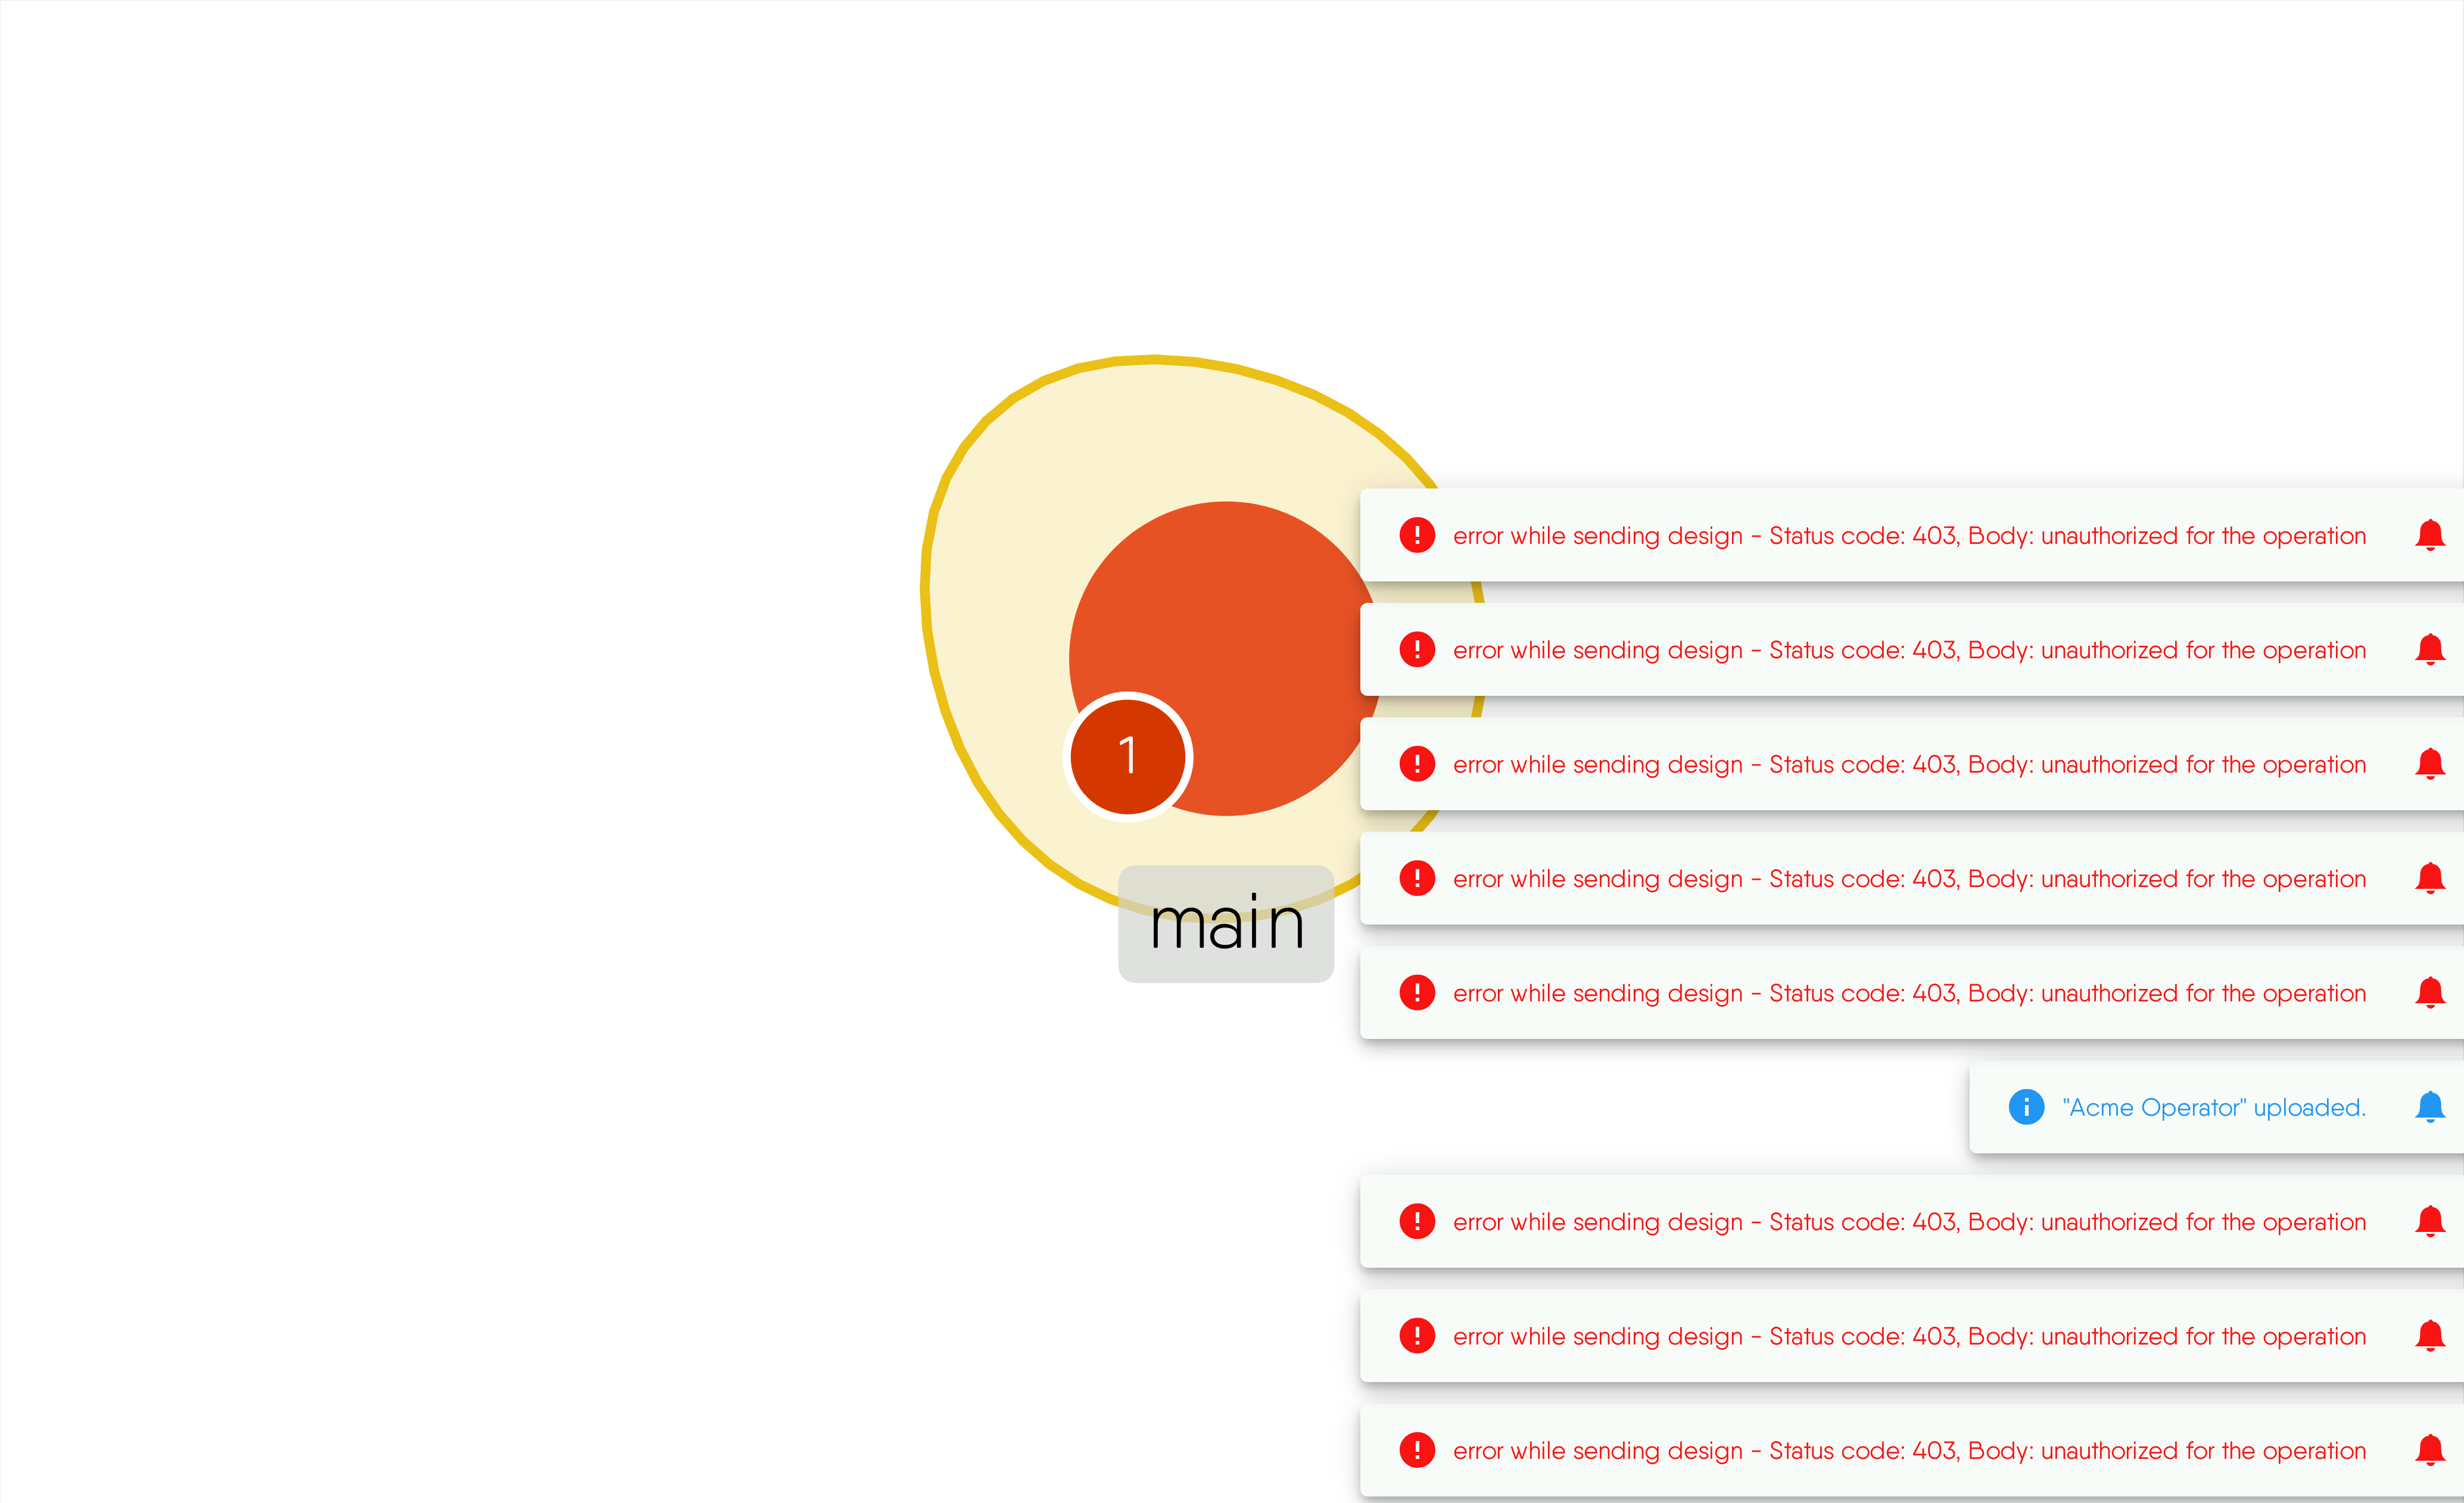 error while sending design - Status code: 403, Body: unauthorized for the operation
error while sending design - Status code: 403, Body: unauthorized for the operation
1
error while sending design - Status code: 403, Body: unauthorized for the operation
error while sending design - Status code: 403, Body: unauthorized for the operation
main
error while sending design - Status code: 403, Body: unauthorized for the operation
"Acme Operator" uploaded.
error while sending design - Status code: 403, Body: unauthorized for the operation
error while sending design - Status code: 403, Body: unauthorized for the operation
error while sending design - Status code: 403, Body: unauthorized for the operation